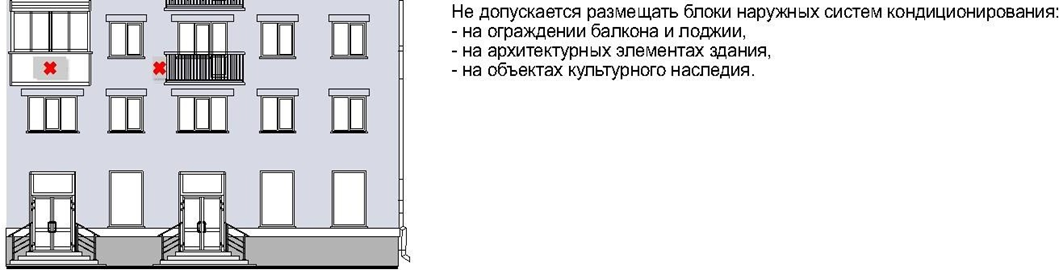 Не допускается размещать блоки наружных систем кондиционирования:
- на ограждении балкона и лоджии,
- на архитектурных элементах здания,
- на объектах культурного наследия.